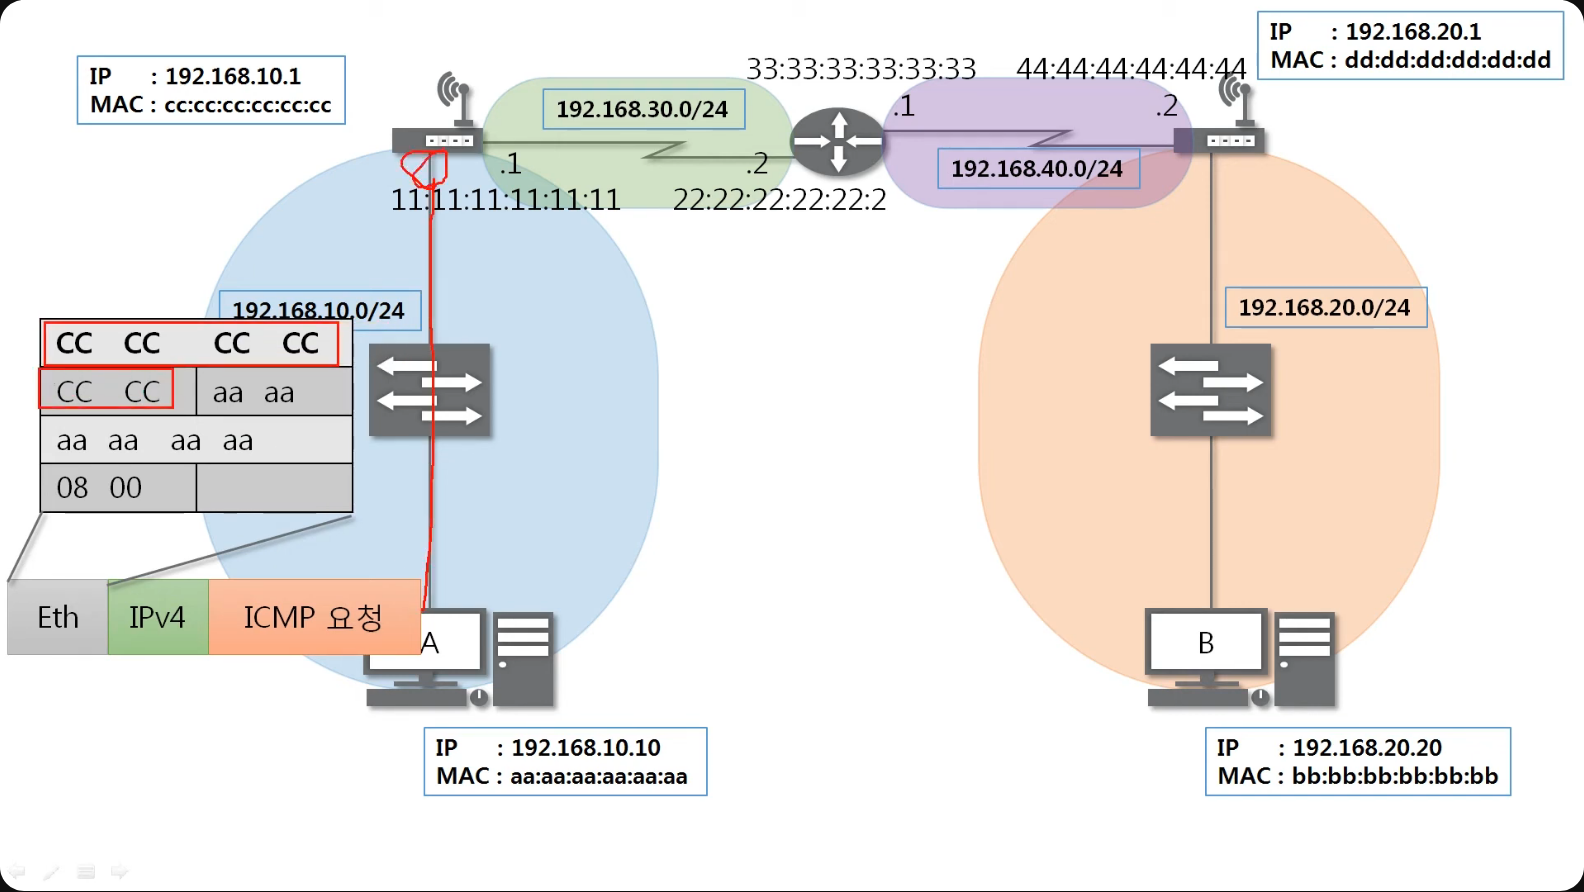 IP : 192.168.10.1
MAC : cc:cc:cc:cc:cc:cc
IP : 192.168.20.1
MAC : dd:dd:dd:dd:dd:dd
33:33:33:33:33:33
44:44:44:44:44:44
192.168.30.0/24
.1
.2
.1
.2
192.168.40.0/24
11:11:11:11:11:11
22:22:22:22:22:2
192.168.10.0/24
192.168.20.0/24
CC CC CC CC
CC CC aa aa
aa aa aa aa
08 00
Eth IPv4 ICMP 요청
A
B
IP : 192.168.10.10
MAC : aa:aa:aa:aa:aa:aa
IP : 192.168.20.20
MAC : bb:bb:bb:bb:bb:bb